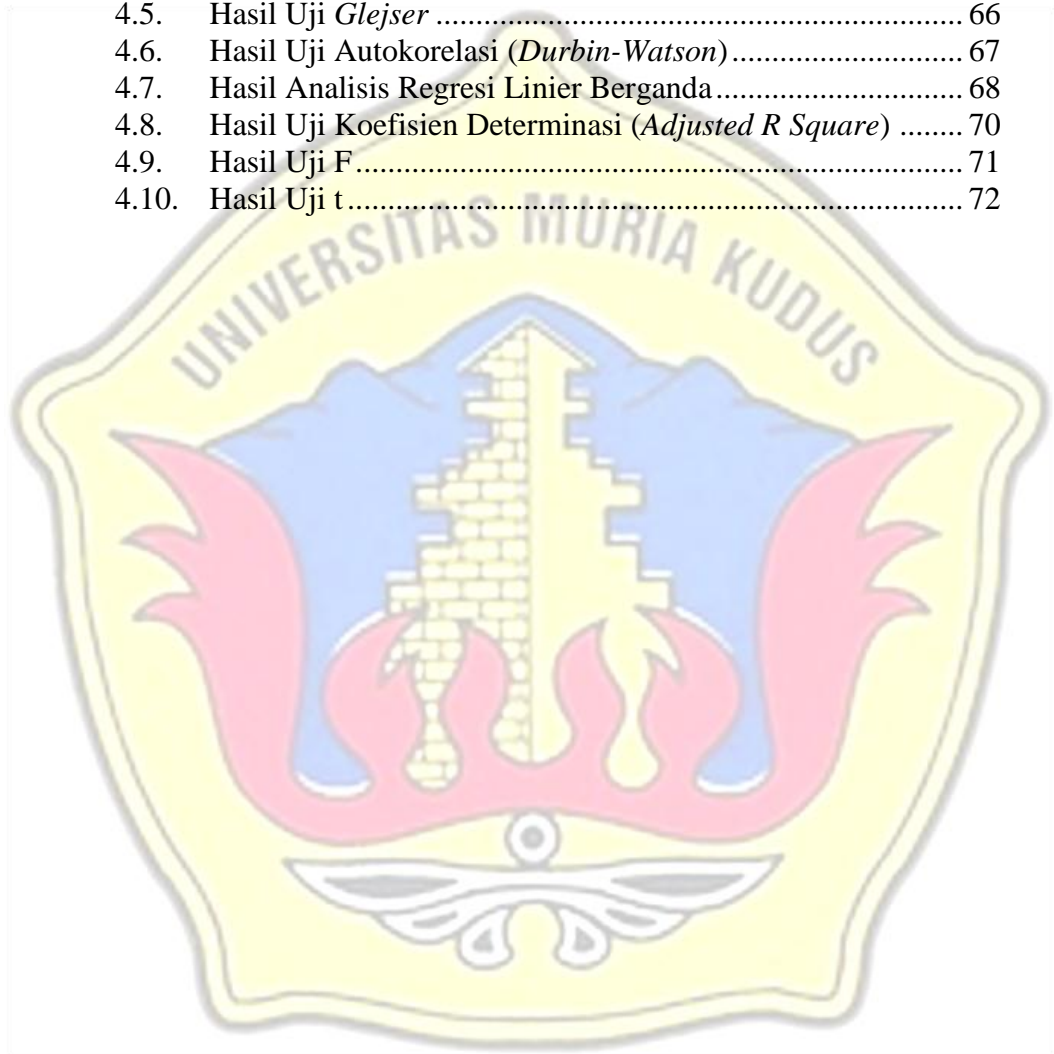 4.5. Hasil Uji Glejser .................................................................. 66
4.6. Hasil Uji Autokorelasi (Durbin-Watson) ............................. 67
4.7. Hasil Analisis Regresi Linier Berganda ............................... 68
4.8. Hasil Uji Koefisien Determinasi (Adjusted R Square) ........ 70
4.9. Hasil Uji F ............................................................................ 71
4.10. Hasil Uji t ............................................................................. 72
UNIVERSITAS MURIA KUDUS